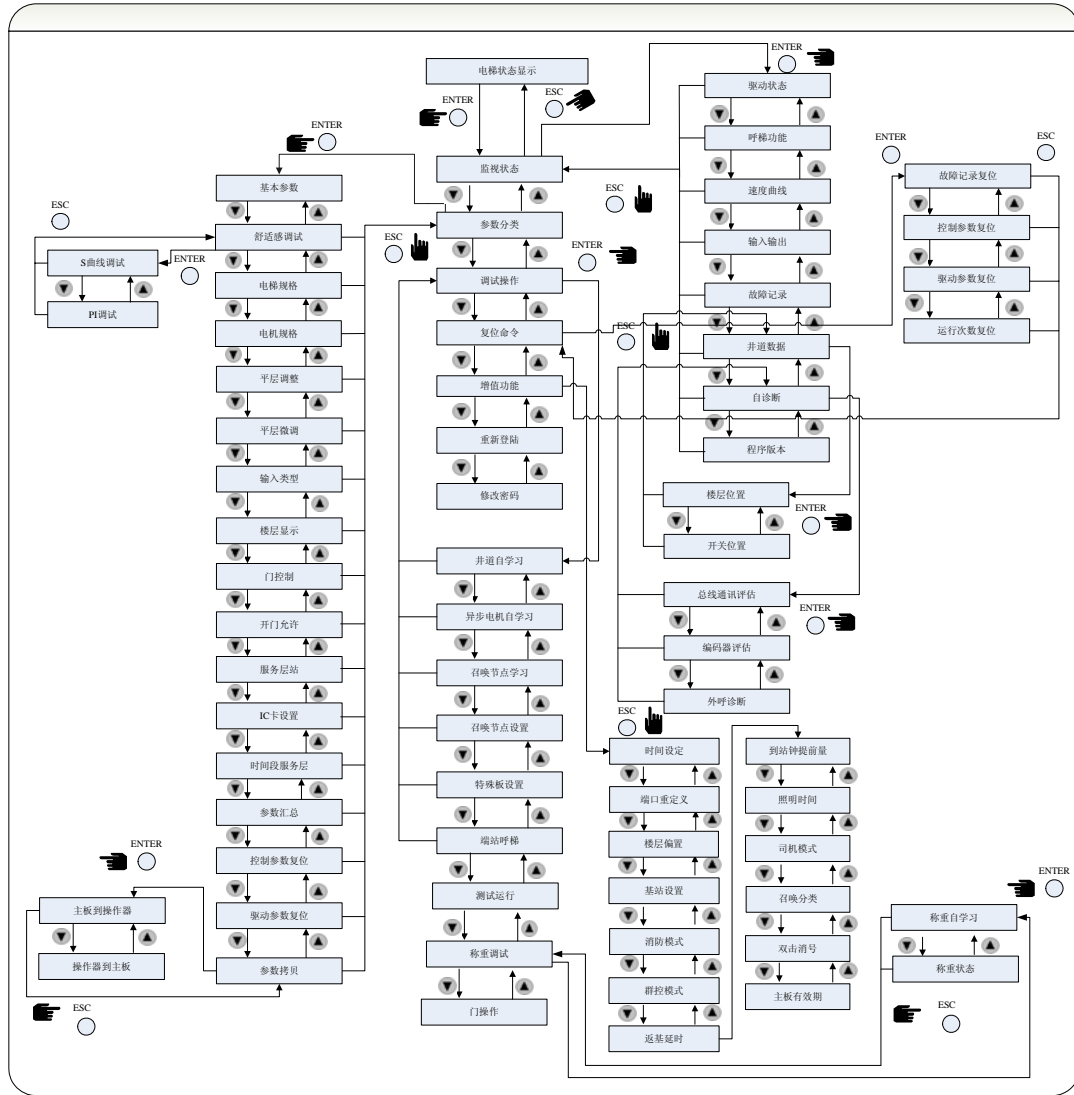 ENTER
电梯状态显示
ESC
ENTER
驱动状态
呼梯功能
速度曲线
输入输出
故障记录
井道数据
自诊断
程序版本
ENTER
ESC
故障记录复位
控制参数复位
驱动参数复位
运行次数复位
ENTER
监视状态
参数分类
调试操作
复位命令
增值功能
重新登陆
修改密码
ESC
ESC
ENTER
ESC
ENTER
基本参数
舒适感调试
电梯规格
电机规格
平层调整
平层微调
输入类型
楼层显示
门控制
开门允许
服务层站
IC卡设置
时间段服务层
参数汇总
控制参数复位
驱动参数复位
参数拷贝
ESC
S曲线调试
ENTER
PI调试
楼层位置
ENTER
开关位置
总线通讯评估
ENTER
编码器评估
外呼诊断
井道自学习
异步电机自学习
召唤节点学习
召唤节点设置
特殊板设置
端站呼梯
测试运行
称重调试
门操作
ESC
时间设定
端口重定义
楼层偏置
基站设置
消防模式
群控模式
返基延时
到站钟提前量
照明时间
司机模式
召唤分类
双击消号
主板有效期
ENTER
主板到操作器
操作器到主板
ESC
ENTER
称重自学习
称重状态
ESC